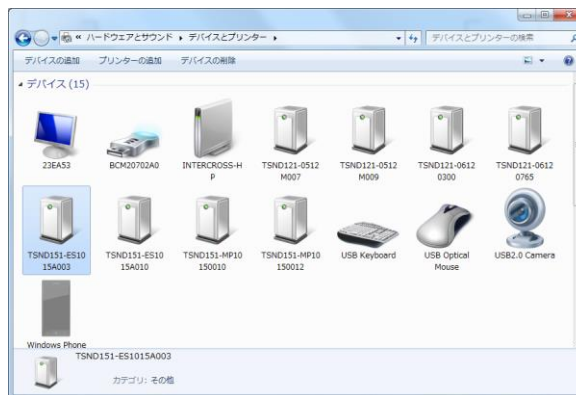 « ハードウェアとサウンド ▸ デバイスとプリンター ▸
デバイスとプリンターの検索
デバイスの追加 プリンターの追加 デバイスの削除
デバイス (15)
23EA53
BCM20702A0
INTERCROSS-H
P
TSND121-0512
M007
TSND121-0512
M009
TSND121-0612
0300
TSND121-0612
0765
TSND151-ES10
15A003
TSND151-ES10
15A010
TSND151-MP10
150010
TSND151-MP10
150012
USB Keyboard
USB Optical
Mouse
USB2.0 Camera
Windows Phone
TSND151-ES1015A003
カテゴリ: その他